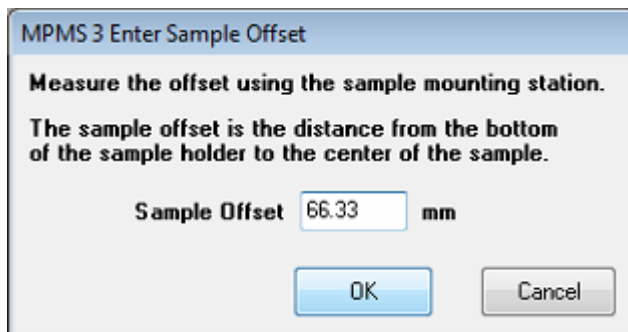 MPMS 3 Enter Sample Offset
Measure the offset using the sample mounting station.
The sample offset is the distance from the bottom
of the sample holder to the center of the sample.
Sample Offset 66.33 mm
OK Cancel